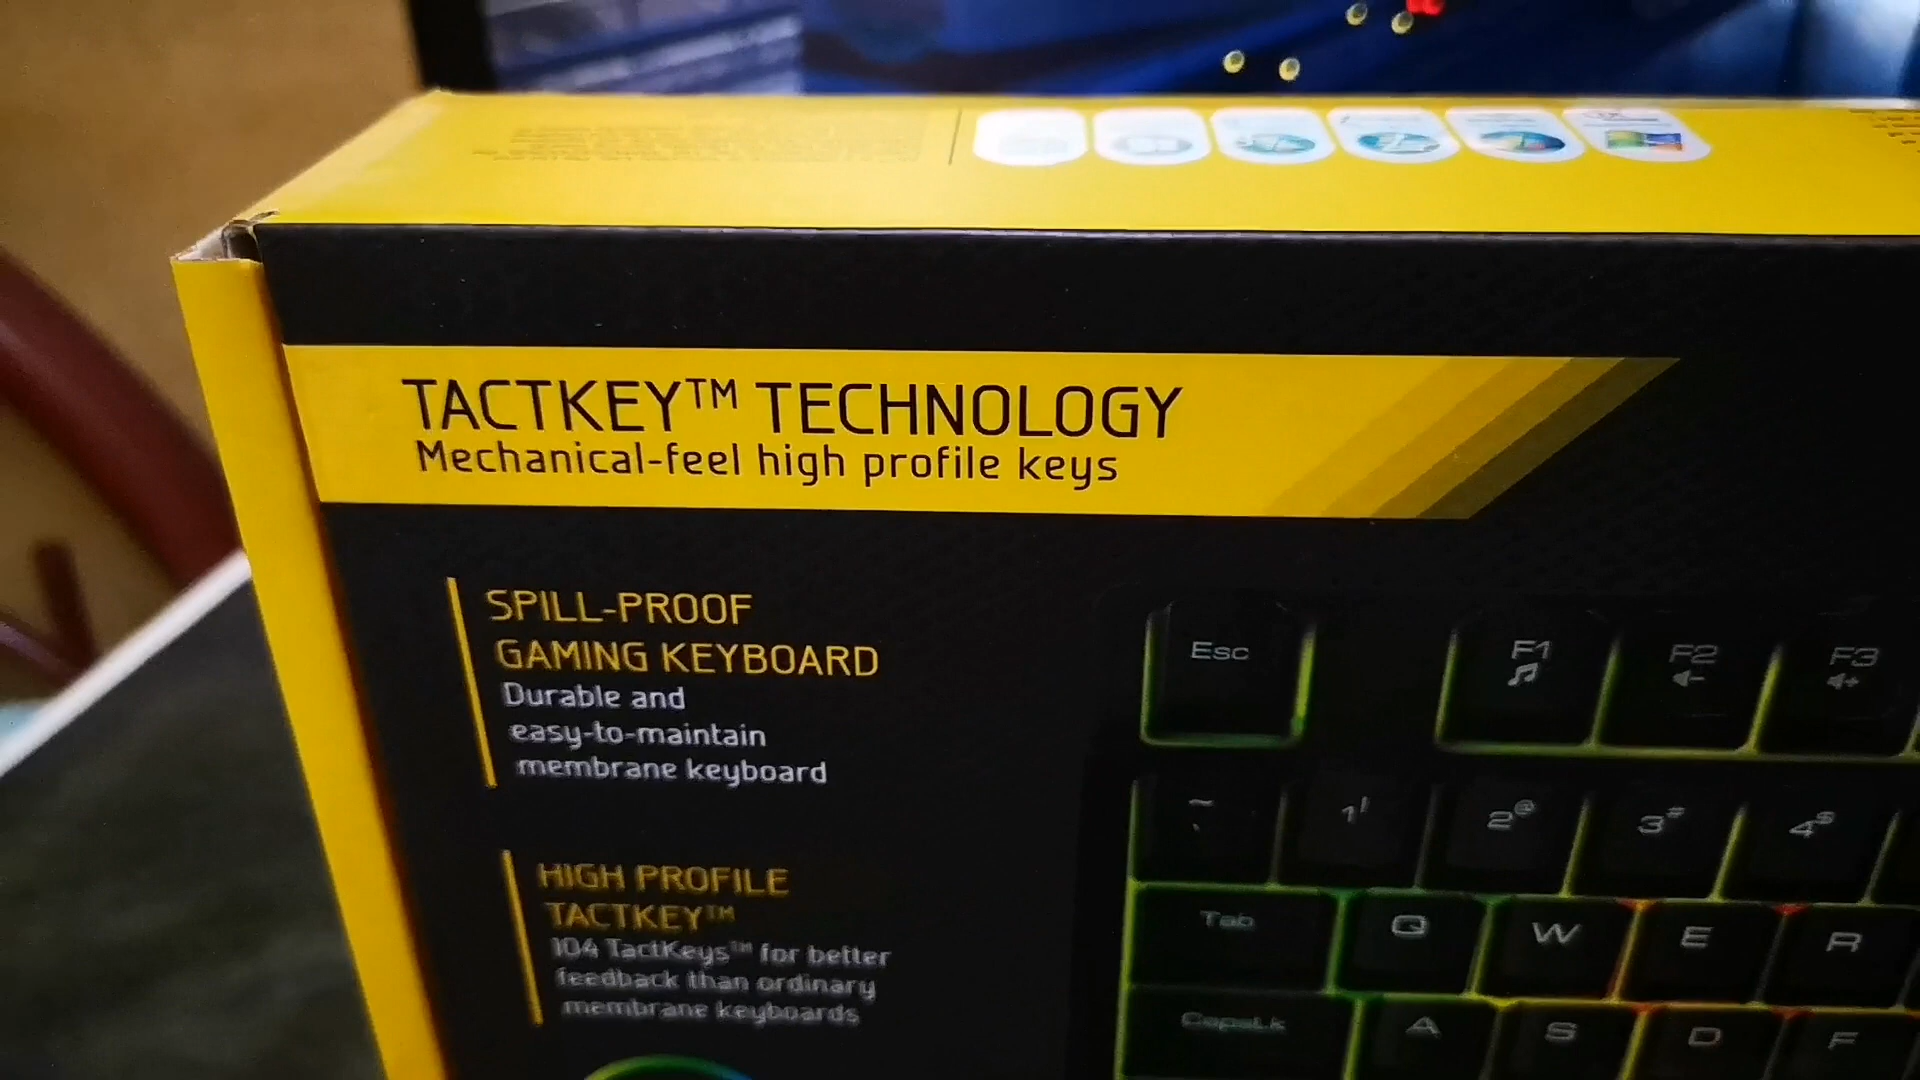 TACTKEY™ TECHNOLOGY
Mechanical-feel high profile keys
SPILL-PROOF
GAMING KEYBOARD
Durable and
easy-to-maintain
membrane keyboard
HIGH PROFILE
TACTKEY™
104 TactKeys™ for better
feedback than ordinary
membrane keyboards
Esc F1 F2 F3
~ ` 1! 2@ 3# 4$
Tab Q W E R
CapsLk A S D F